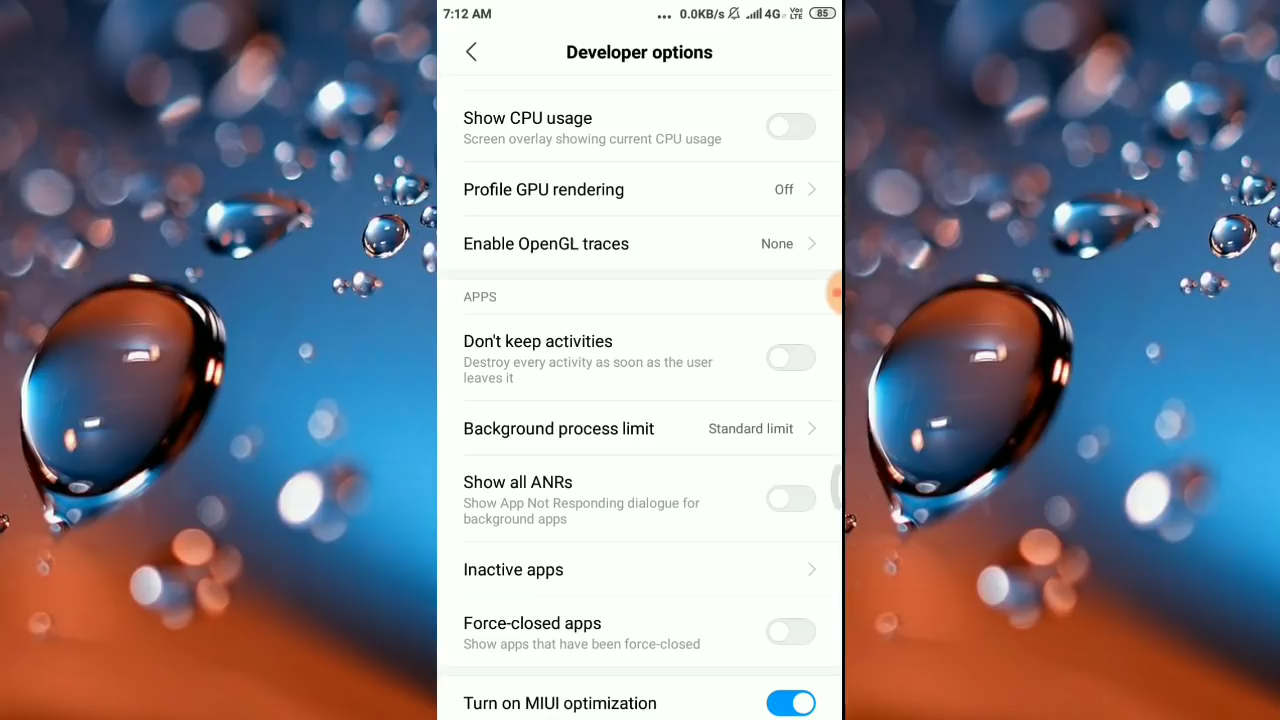 7:12 AM
... 0.0KB/s 4G VoLTE 85
Developer options
Show CPU usage
Screen overlay showing current CPU usage
Profile GPU rendering
Off
Enable OpenGL traces
None
APPS
Don't keep activities
Destroy every activity as soon as the user
leaves it
Background process limit
Standard limit
Show all ANRs
Show App Not Responding dialogue for
background apps
Inactive apps
Force-closed apps
Show apps that have been force-closed
Turn on MIUI optimization